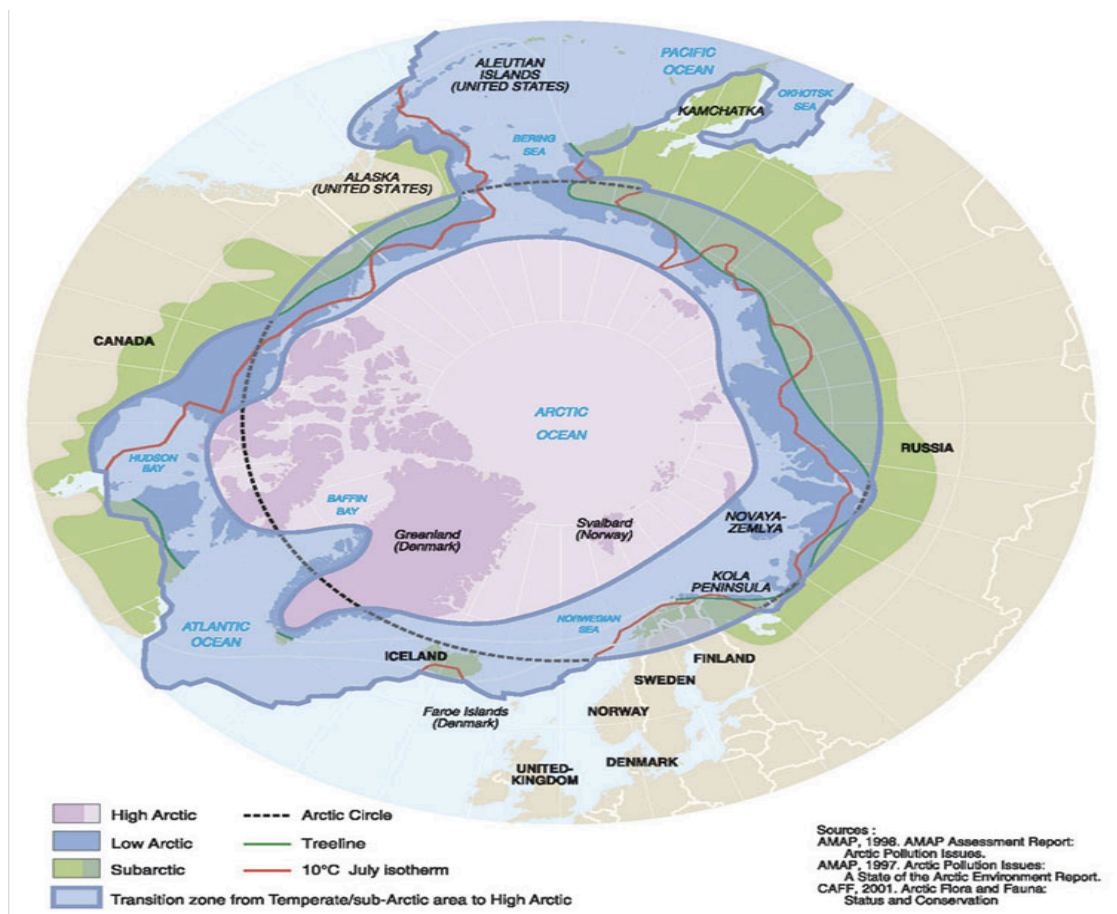 ALEUTIAN
ISLANDS
(UNITED STATES)
PACIFIC
OCEAN
KAMCHATKA
OKHOTSK
SEA
BERING
SEA
ALASKA
(UNITED STATES)
CANADA
ARCTIC
OCEAN
RUSSIA
HUDSON
BAY
BAFFIN
BAY
Greenland
(Denmark)
Svalbard
(Norway)
NOVAYA-
ZEMLYA
KOLA
PENINSULA
ATLANTIC
OCEAN
NORWEGIAN
SEA
ICELAND
FINLAND
SWEDEN
Faroe Islands
(Denmark)
NORWAY
DENMARK
UNITED-
KINGDOM
High Arctic
Low Arctic
Subarctic
Arctic Circle
Treeline
10°C July isotherm
Transition zone from Temperate/sub-Arctic area to High Arctic
Sources :
AMAP, 1998. AMAP Assessment Report:
Arctic Pollution Issues.
AMAP, 1997. Arctic Pollution Issues:
A State of the Arctic Environment Report.
CAFF, 2001. Arctic Flora and Fauna:
Status and Conservation